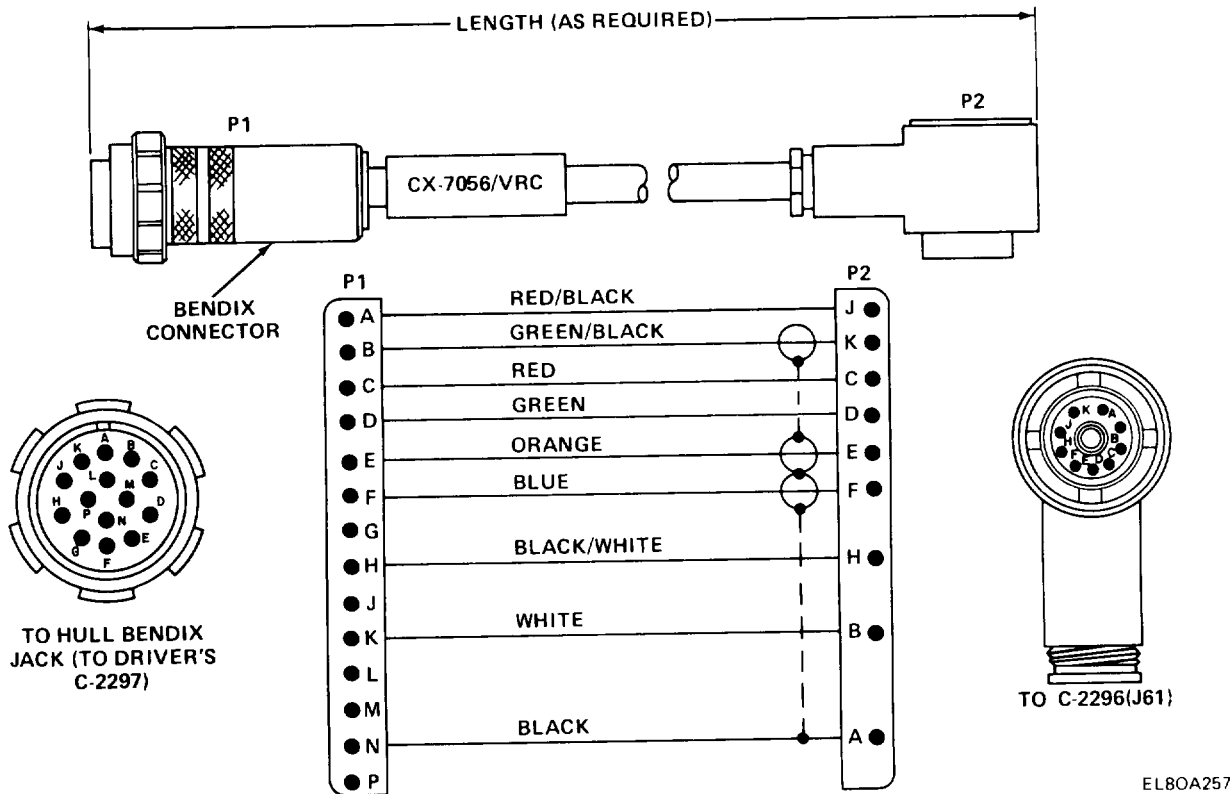 LENGTH (AS REQUIRED)
P1
P2
CX-7056/VRC
BENDIX
CONNECTOR
P1
P2
A
RED/BLACK
J
B
GREEN/BLACK
K
C
RED
C
D
GREEN
D
E
ORANGE
E
F
BLUE
F
G
H
BLACK/WHITE
H
J
K
WHITE
B
L
M
N
BLACK
A
P
A
B
C
D
E
F
G
H
J
K
L
M
N
P
TO HULL BENDIX
JACK (TO DRIVER'S
C-2297)
K
A
J
B
H
C
F
E
D
TO C-2296(J61)
EL8OA257